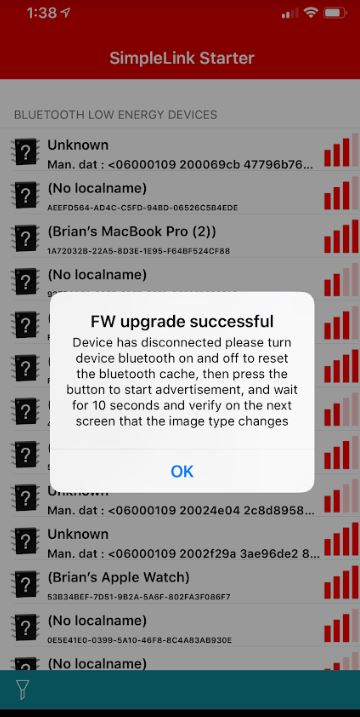 1:38
SimpleLink Starter
BLUETOOTH LOW ENERGY DEVICES
Unknown
Man. dat : <06000109 200069cb 47796b76...
(No localname)
AEEFD564-AD4C-C5FD-94BD-06526C5B4EDE
(Brian’s MacBook Pro (2))
1A72032B-22A5-8D3E-1E95-F64BF524CF88
(No localname)
FW upgrade successful
Device has disconnected please turn
device bluetooth on and off to reset
the bluetooth cache, then press the
button to start advertisement, and wait
for 10 seconds and verify on the next
screen that the image type changes
OK
Unknown
Man. dat : <06000109 20024e04 2c8d8958...
Unknown
Man. dat : <06000109 2002f29a 3ae96de2 8...
(Brian’s Apple Watch)
53B34BEF-7D51-9B2A-5A6F-802FA3F086F7
(No localname)
0E5E41E0-0399-5A10-46F8-8C4A83AB930E
(No localname)